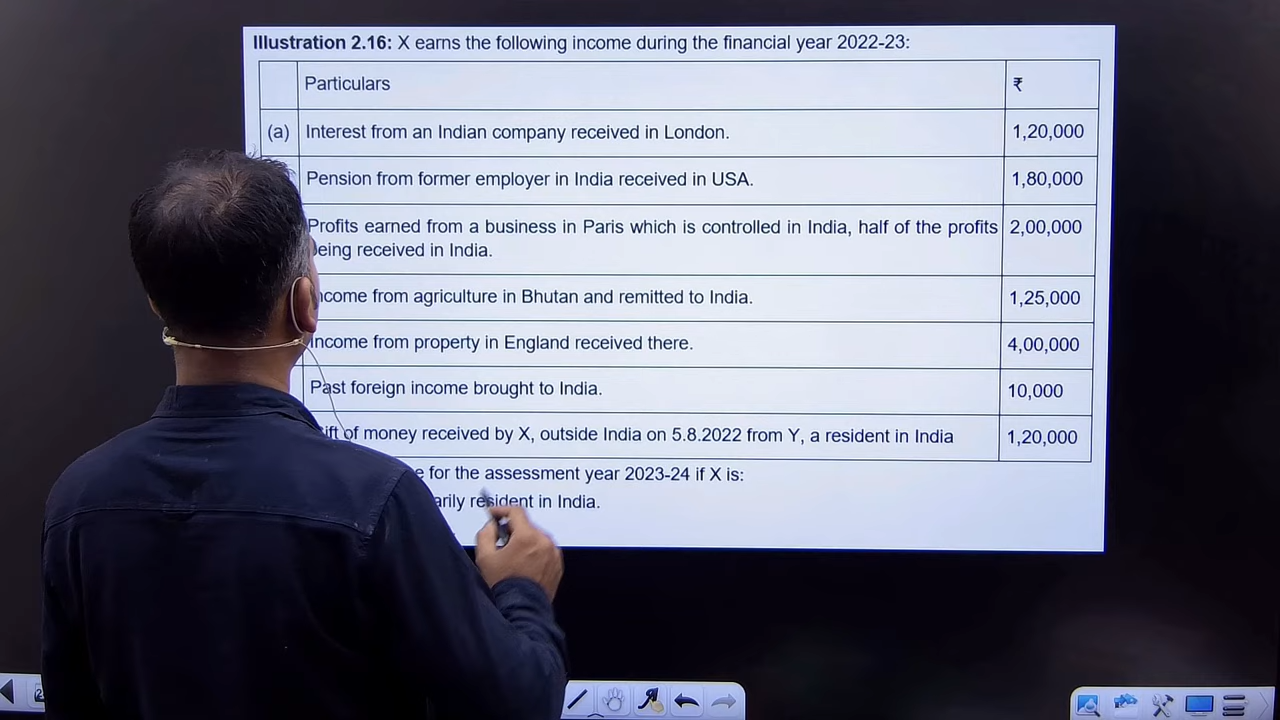 Illustration 2.16: X earns the following income during the financial year 2022-23:
Particulars ₹
(a) Interest from an Indian company received in London. 1,20,000
Pension from former employer in India received in USA. 1,80,000
Profits earned from a business in Paris which is controlled in India, half of the profits 2,00,000
being received in India.
Income from agriculture in Bhutan and remitted to India. 1,25,000
Income from property in England received there. 4,00,000
Past foreign income brought to India. 10,000
Gift of money received by X, outside India on 5.8.2022 from Y, a resident in India 1,20,000
for the assessment year 2023-24 if X is:
resident in India.